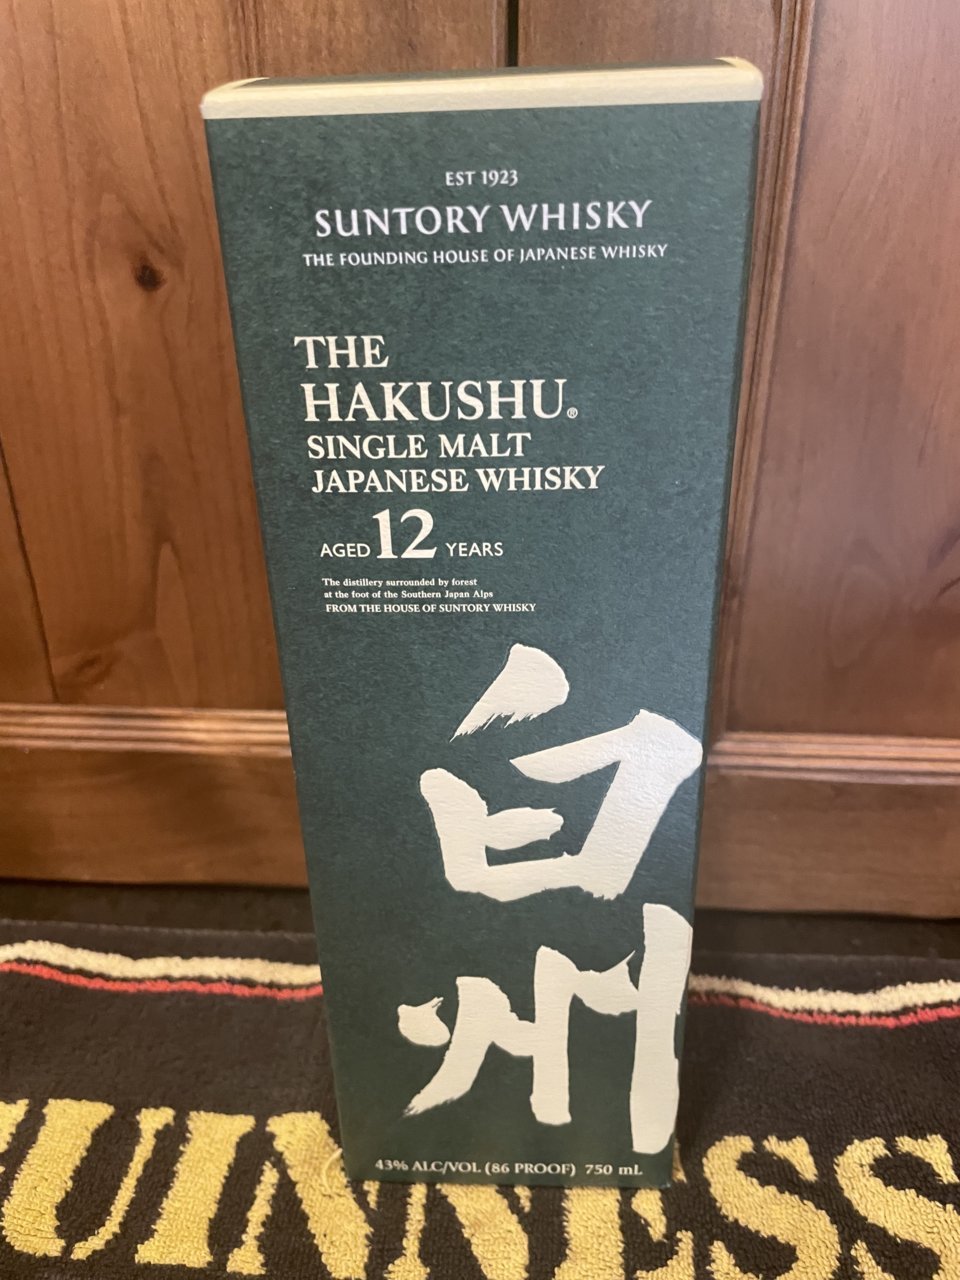 EST 1923
SUNTORY WHISKY
THE FOUNDING HOUSE OF JAPANESE WHISKY
THE
HAKUSHU®
SINGLE MALT
JAPANESE WHISKY
AGED 12 YEARS
The distillery surrounded by forest
at the foot of the Southern Japan Alps
FROM THE HOUSE OF SUNTORY WHISKY
白
州
43% ALC/VOL (86 PROOF) 750 mL
GUINNESS